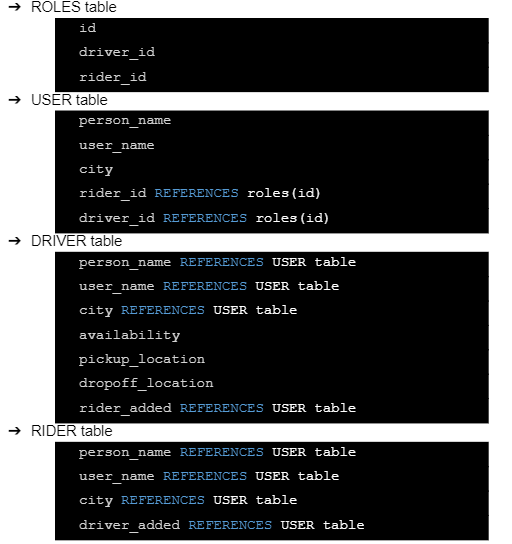 ➔ ROLES table
id
driver_id
rider_id
➔ USER table
person_name
user_name
city
rider_id REFERENCES roles(id)
driver_id REFERENCES roles(id)
➔ DRIVER table
person_name REFERENCES USER table
user_name REFERENCES USER table
city REFERENCES USER table
availability
pickup_location
dropoff_location
rider_added REFERENCES USER table
➔ RIDER table
person_name REFERENCES USER table
user_name REFERENCES USER table
city REFERENCES USER table
driver_added REFERENCES USER table